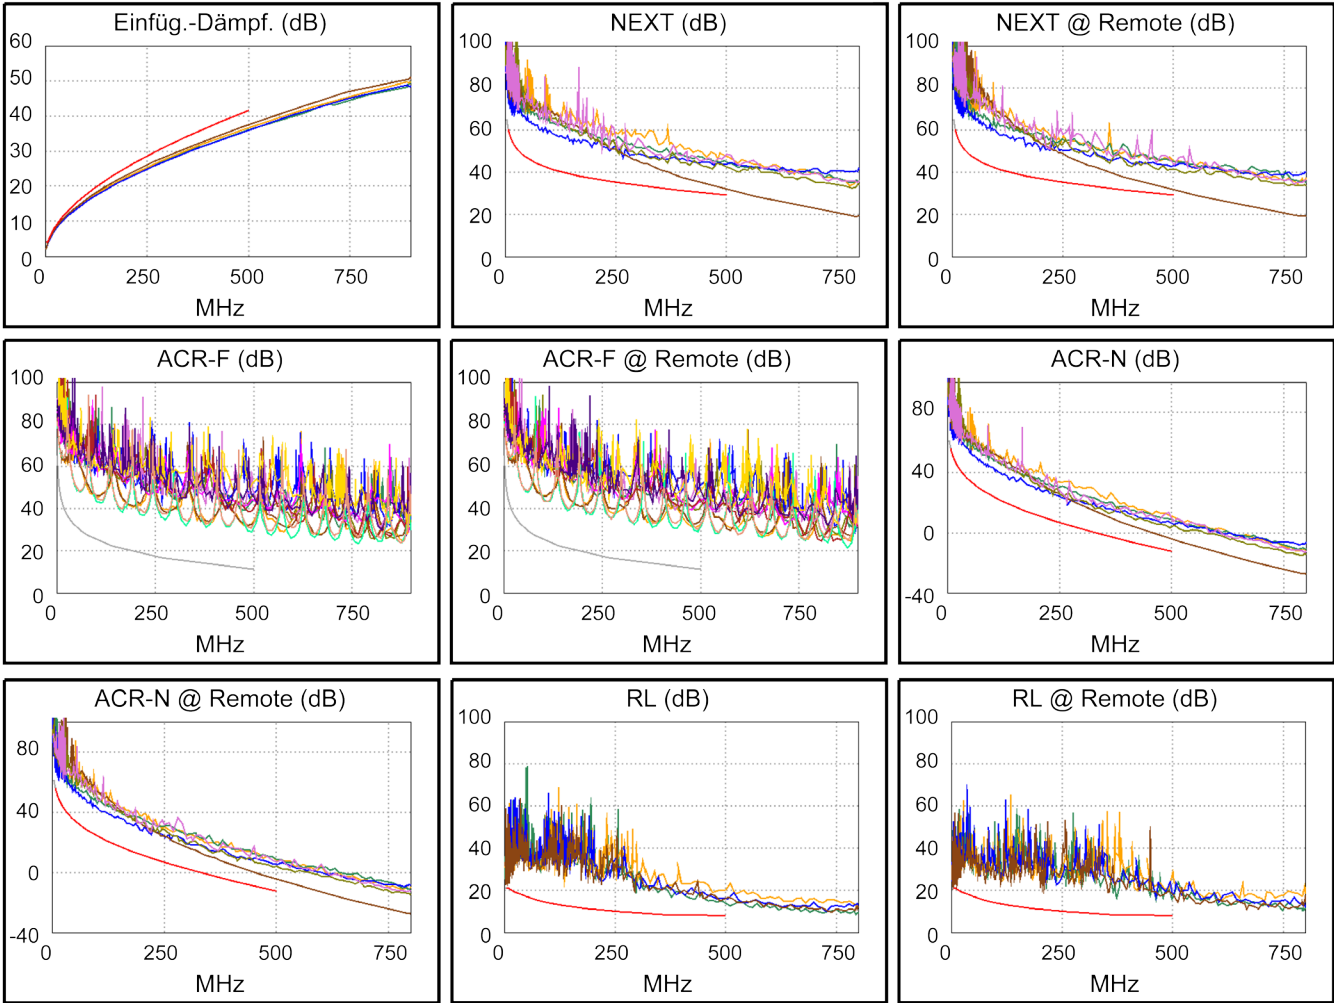 Einfüg.-Dämpf. (dB)
60
50
40
30
20
10
0
0 250 500 750
MHz
NEXT (dB)
100
80
60
40
20
0
0 250 500 750
MHz
NEXT @ Remote (dB)
100
80
60
40
20
0
0 250 500 750
MHz
ACR-F (dB)
100
80
60
40
20
0
0 250 500 750
MHz
ACR-F @ Remote (dB)
100
80
60
40
20
0
0 250 500 750
MHz
ACR-N (dB)
80
40
0
-40
0 250 500 750
MHz
ACR-N @ Remote (dB)
80
40
0
-40
0 250 500 750
MHz
RL (dB)
100
80
60
40
20
0
0 250 500 750
MHz
RL @ Remote (dB)
100
80
60
40
20
0
0 250 500 750
MHz